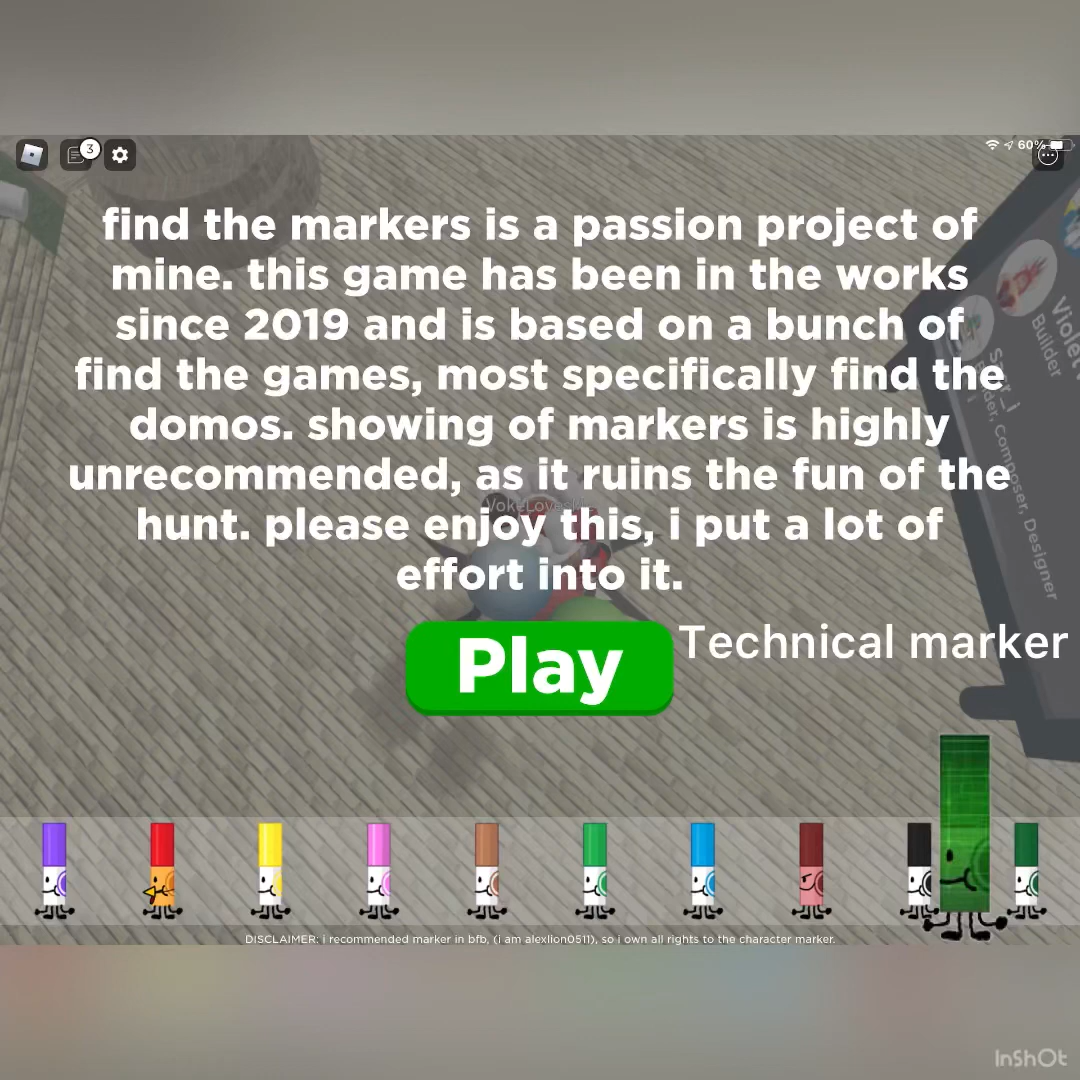 3
60%
find the markers is a passion project of
mine. this game has been in the works
since 2019 and is based on a bunch of
find the games, most specifically find the
domos. showing of markers is highly
unrecommended, as it ruins the fun of the
hunt. please enjoy this, i put a lot of
effort into it.
Builder
Composer, Designer
Play
Technical marker
DISCLAIMER: i recommended marker in bfb, (i am alexlion0511), so i own all rights to the character marker.
InShOt